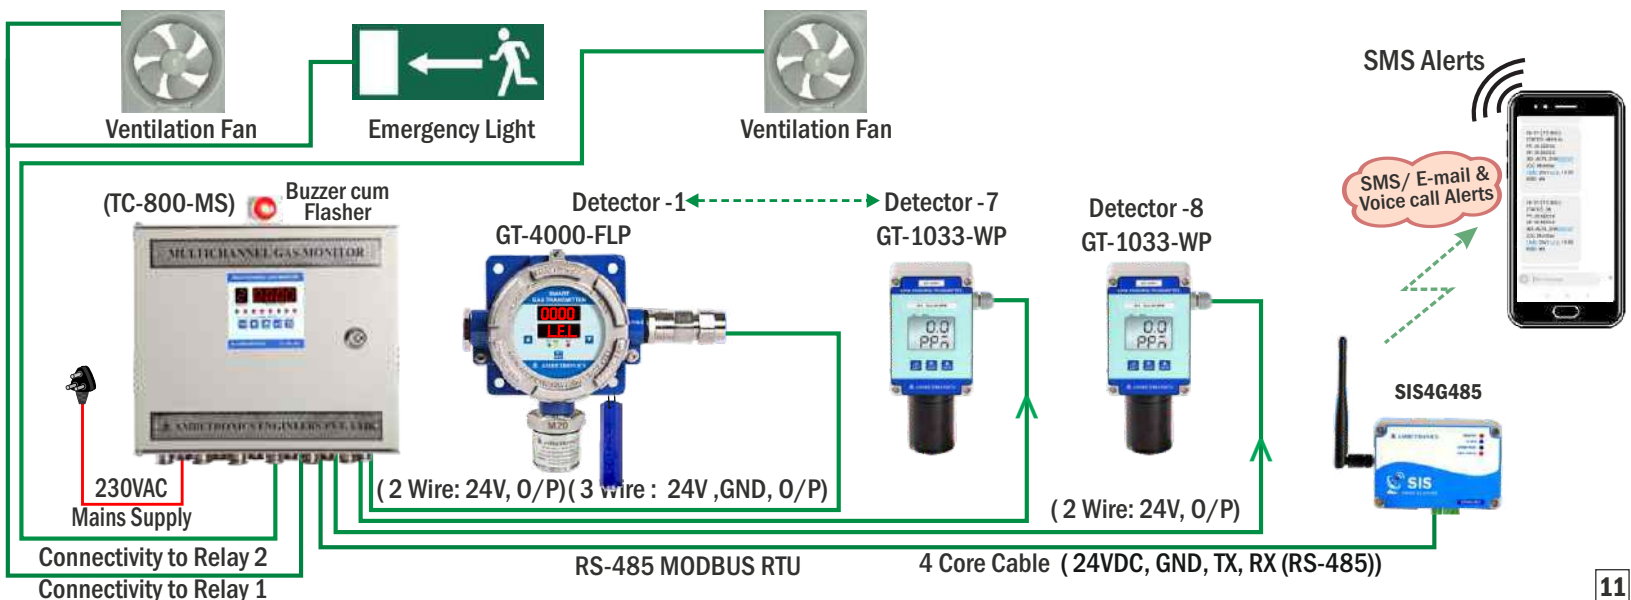 Ventilation Fan
Emergency Light
Ventilation Fan
SMS Alerts
SMS/ E-mail &
Voice call Alerts
(TC-800-MS)
Buzzer cum
Flasher
MULTICHANNEL GAS MONITOR
Detector -1
GT-4000-FLP
SMART
GAS TRANSMITTER
0000
LEL
M20
Detector -7
GT-1033-WP
0.0
PPm
Detector -8
GT-1033-WP
0.0
PPm
SIS4G485
SIS
230VAC
Mains Supply
( 2 Wire: 24V, O/P)( 3 Wire : 24V ,GND, O/P)
( 2 Wire: 24V, O/P)
Connectivity to Relay 2
Connectivity to Relay 1
RS-485 MODBUS RTU
4 Core Cable ( 24VDC, GND, TX, RX (RS-485))
11